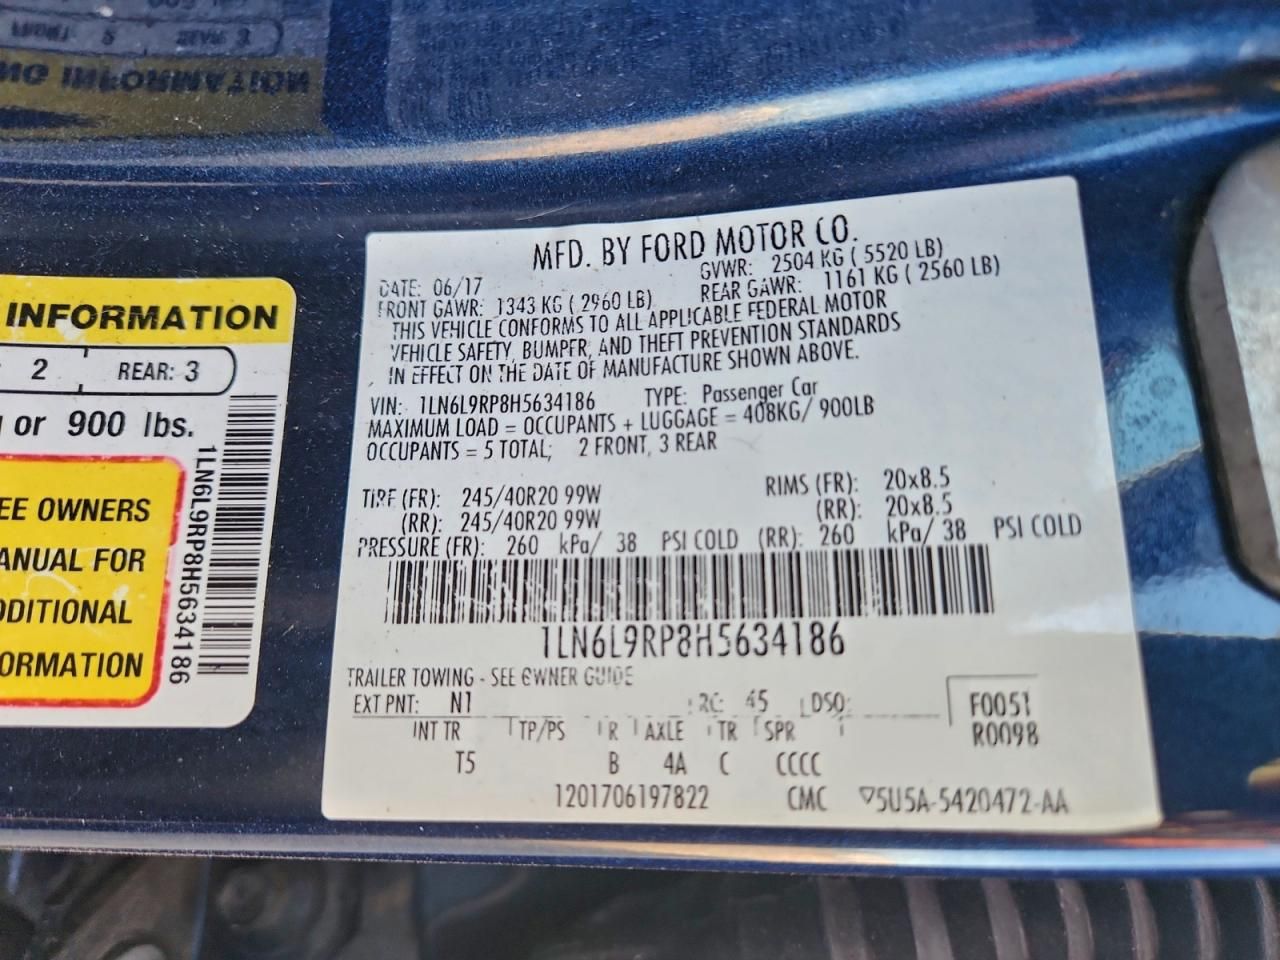 INFORMATION
2 REAR: 3
or 900 lbs.
EE OWNERS
ANUAL FOR
DDITIONAL
ORMATION
1LN6L9RP8H5634186
MFD. BY FORD MOTOR CO.
DATE: 06/17 GVWR: 2504 KG ( 5520 LB)
FRONT GAWR: 1343 KG ( 2960 LB) REAR GAWR: 1161 KG ( 2560 LB)
THIS VEHICLE CONFORMS TO ALL APPLICABLE FEDERAL MOTOR
VEHICLE SAFETY, BUMPER, AND THEFT PREVENTION STANDARDS
IN EFFECT ON THE DATE OF MANUFACTURE SHOWN ABOVE.
VIN: 1LN6L9RP8H5634186 TYPE: Passenger Car
MAXIMUM LOAD = OCCUPANTS + LUGGAGE = 408KG/ 900LB
OCCUPANTS = 5 TOTAL; 2 FRONT, 3 REAR
TIRE (FR): 245/40R20 99W RIMS (FR): 20x8.5
(RR): 245/40R20 99W (RR): 20x8.5
PRESSURE (FR): 260 kPa/ 38 PSI COLD (RR): 260 kPa/ 38 PSI COLD
1LN6L9RP8H5634186
TRAILER TOWING - SEE OWNER GUIDE
EXT PNT: N1 RC: 45 DSO: F0051
INT TR TP/PS R AXLE TR SPR R0098
T5 B 4A C CCCC
1201706197822 CMC ▽5U5A-5420472-AA